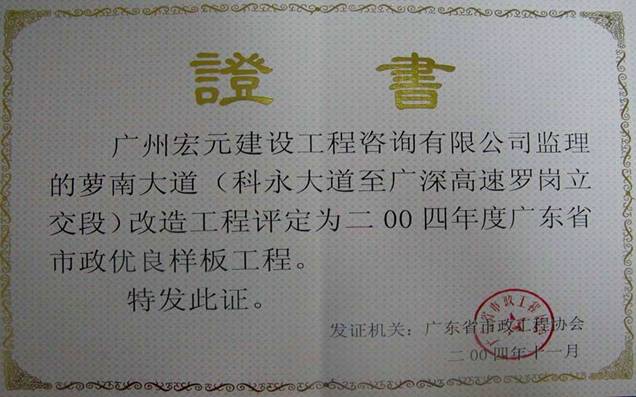 證書
广州宏元建设工程咨询有限公司监理
的萝南大道（科永大道至广深高速罗岗立
交段）改造工程评定为二00四年度广东省
市政优良样板工程。
特发此证。
发证机关：广东省市政工程协会
二00四年十一月